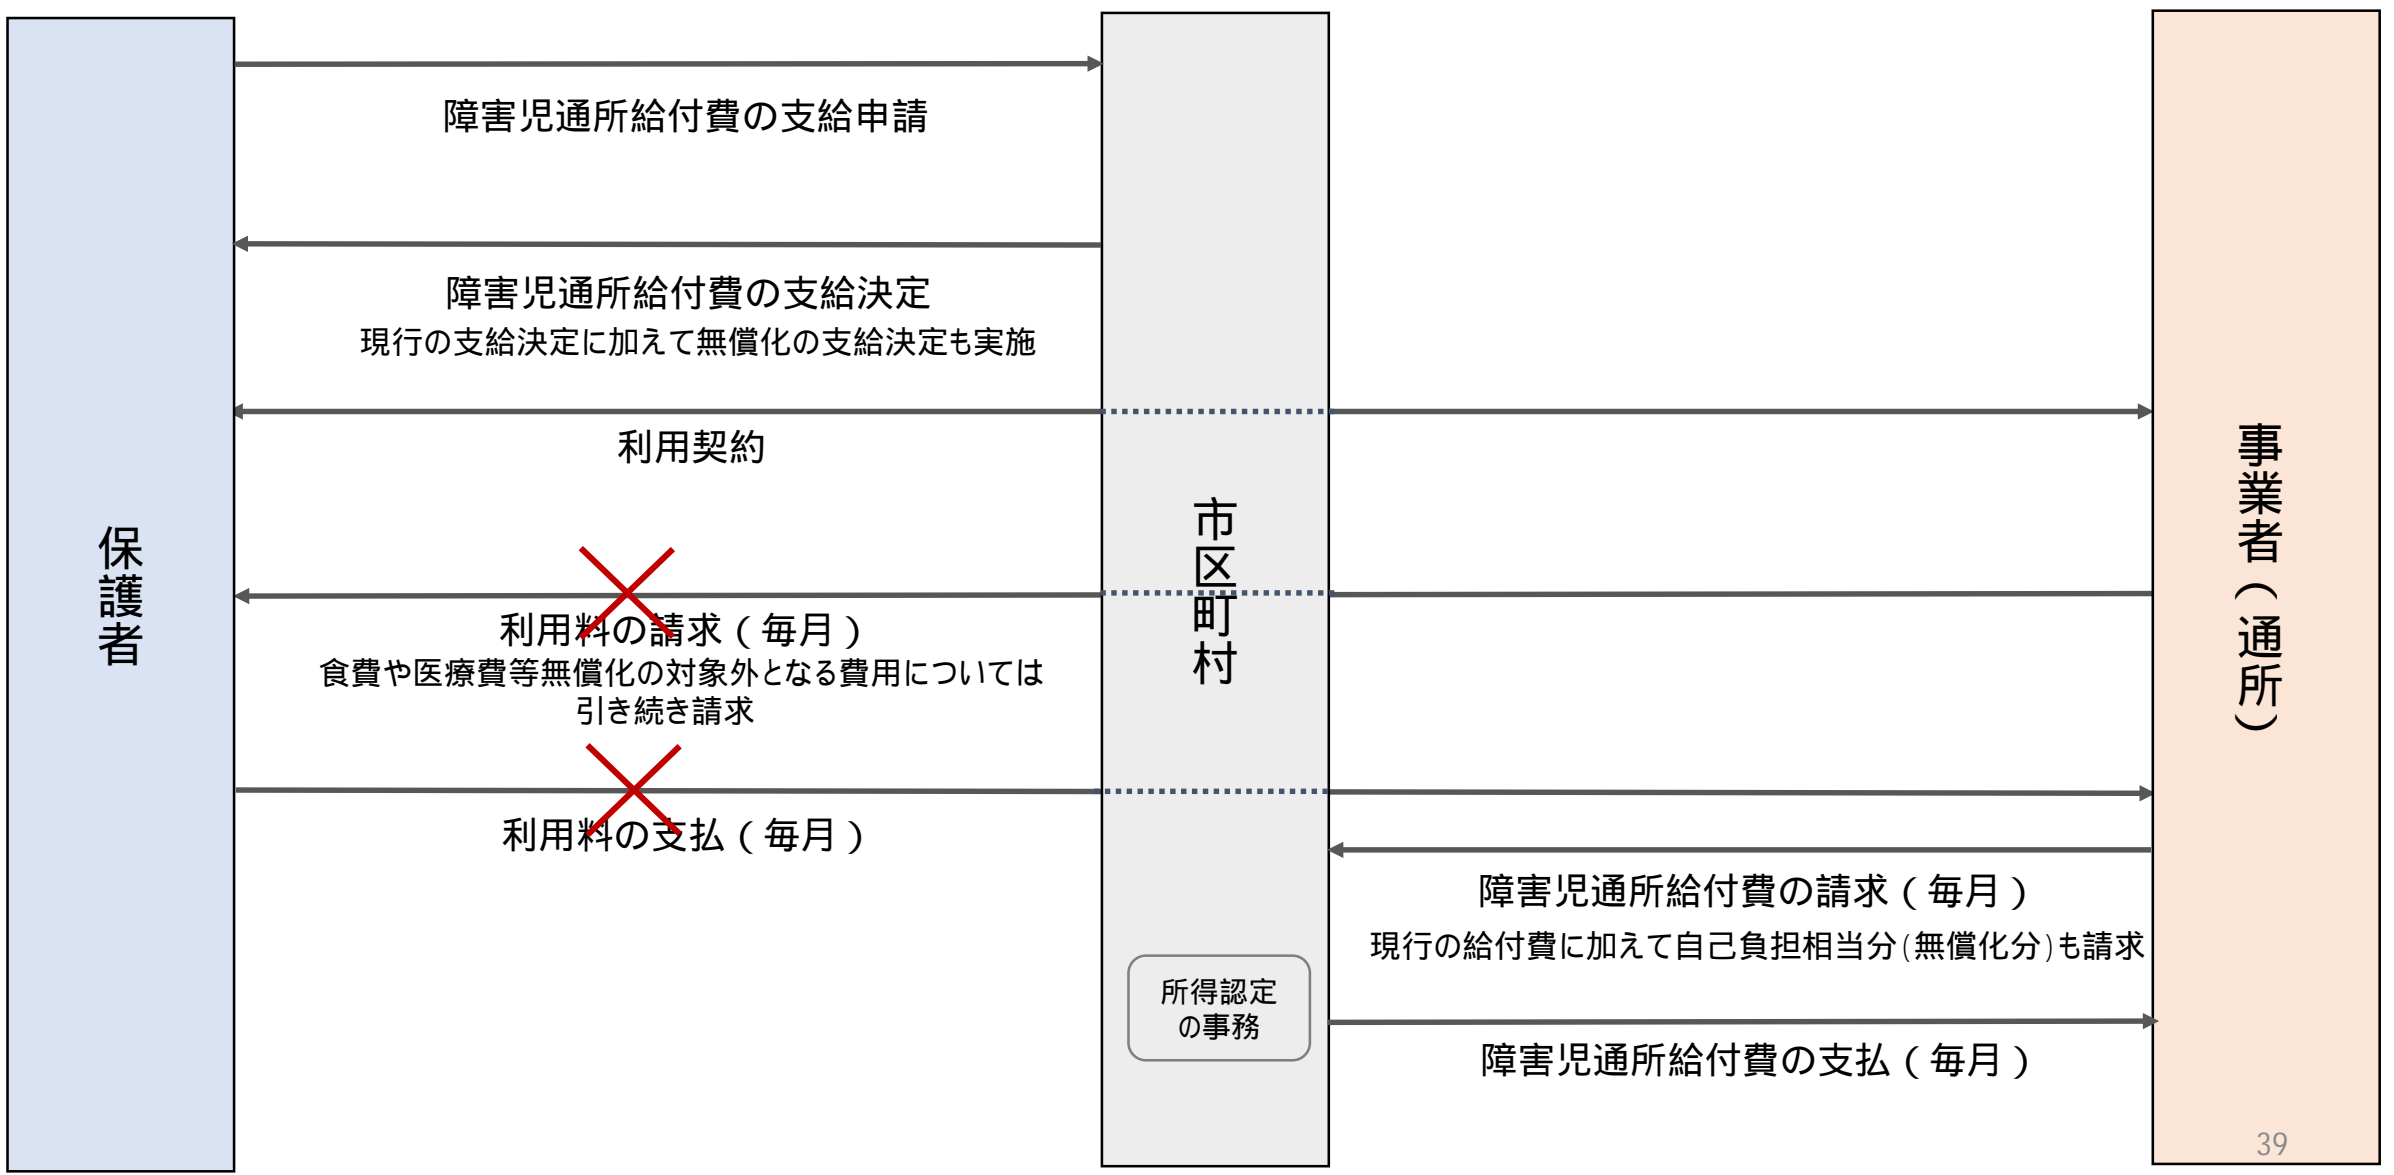 障害児通所給付費の支給申請
障害児通所給付費の支給決定
現行の支給決定に加えて無償化の支給決定も実施
利用契約
保護者
市区町村
事業者(通所)
利用料の請求(毎月)
食費や医療費等無償化の対象外となる費用については
引き続き請求
利用料の支払(毎月)
障害児通所給付費の請求(毎月)
現行の給付費に加えて自己負担相当分(無償化分)も請求
所得認定
の事務
障害児通所給付費の支払(毎月)
39